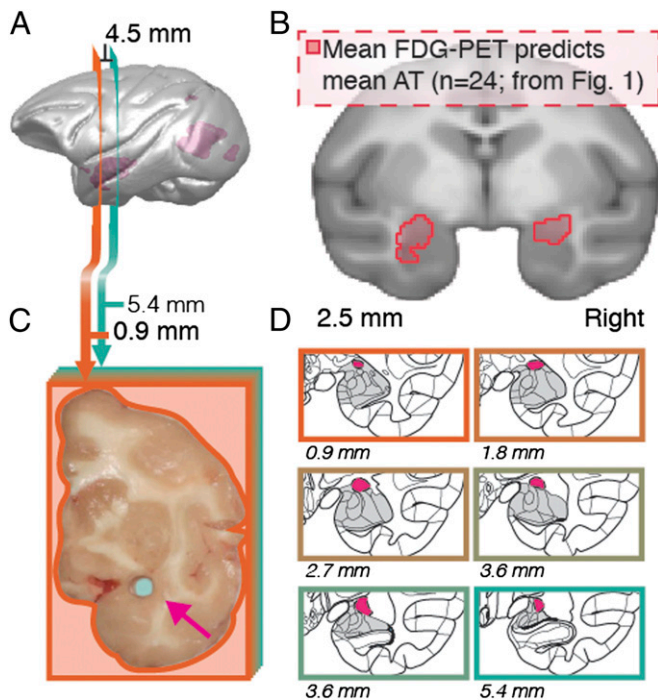 A
4.5 mm
B
Mean FDG-PET predicts
mean AT (n=24; from Fig. 1)
5.4 mm
0.9 mm
C
D
2.5 mm
Right
0.9 mm
1.8 mm
2.7 mm
3.6 mm
3.6 mm
5.4 mm